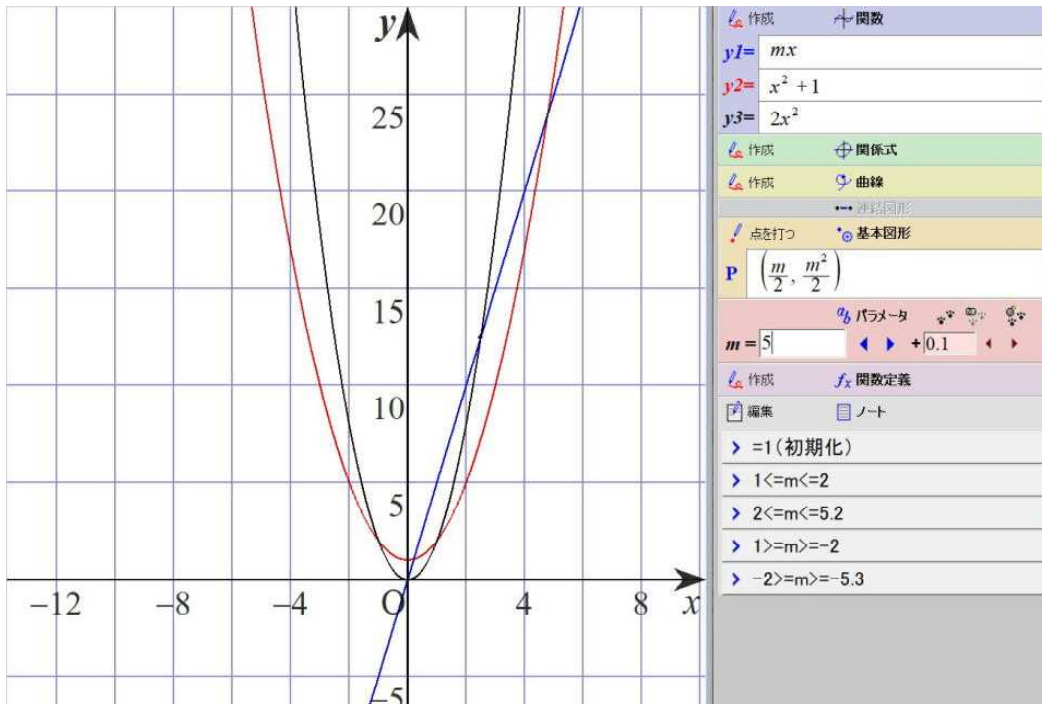 y
25
20
15
10
5
-12 -8 -4 O 4 8 x
-5
作成 関数
y1= mx
y2= x² +1
y3= 2x²
作成 関係式
作成 曲線
連結図形
点を打つ 基本図形
P (m/2, m²/2)
ab パラメータ
m = 5 +0.1
作成 fx 関数定義
編集 ノート
=1(初期化)
1<=m<=2
2<=m<=5.2
1>=m>=-2
-2>=m>=-5.3